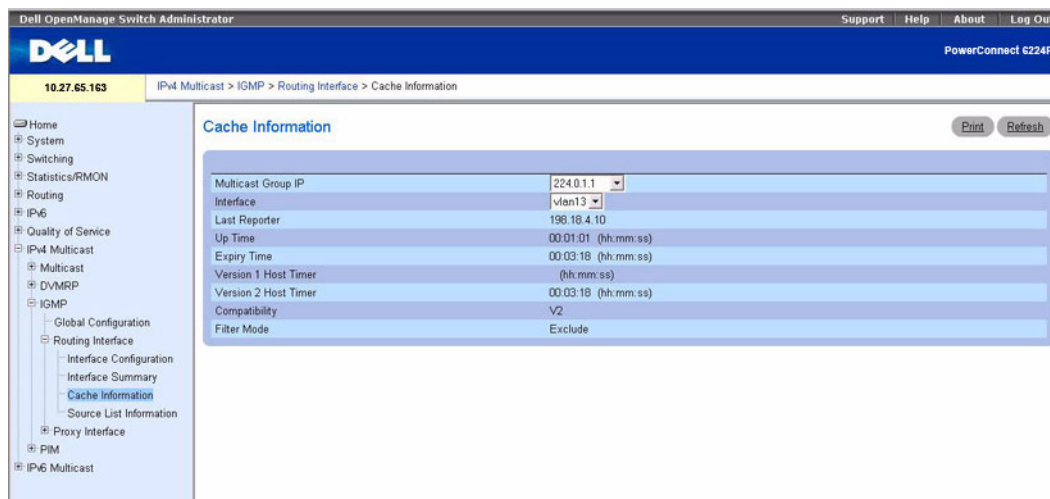 Dell OpenManage Switch Administrator
Support Help About Log Out
DELL
PowerConnect 6224P
10.27.65.163
IPv4 Multicast > IGMP > Routing Interface > Cache Information
Home
System
Switching
Statistics/RMON
Routing
IPv6
Quality of Service
IPv4 Multicast
Multicast
DVMRP
IGMP
Global Configuration
Routing Interface
Interface Configuration
Interface Summary
Cache Information
Source List Information
Proxy Interface
PIM
IPv6 Multicast
Cache Information
Print Refresh
Multicast Group IP 224.0.1.1
Interface vlan13
Last Reporter 198.18.4.10
Up Time 00:01:01 (hh:mm:ss)
Expiry Time 00:03:18 (hh:mm:ss)
Version 1 Host Timer (hh:mm:ss)
Version 2 Host Timer 00:03:18 (hh:mm:ss)
Compatibility V2
Filter Mode Exclude